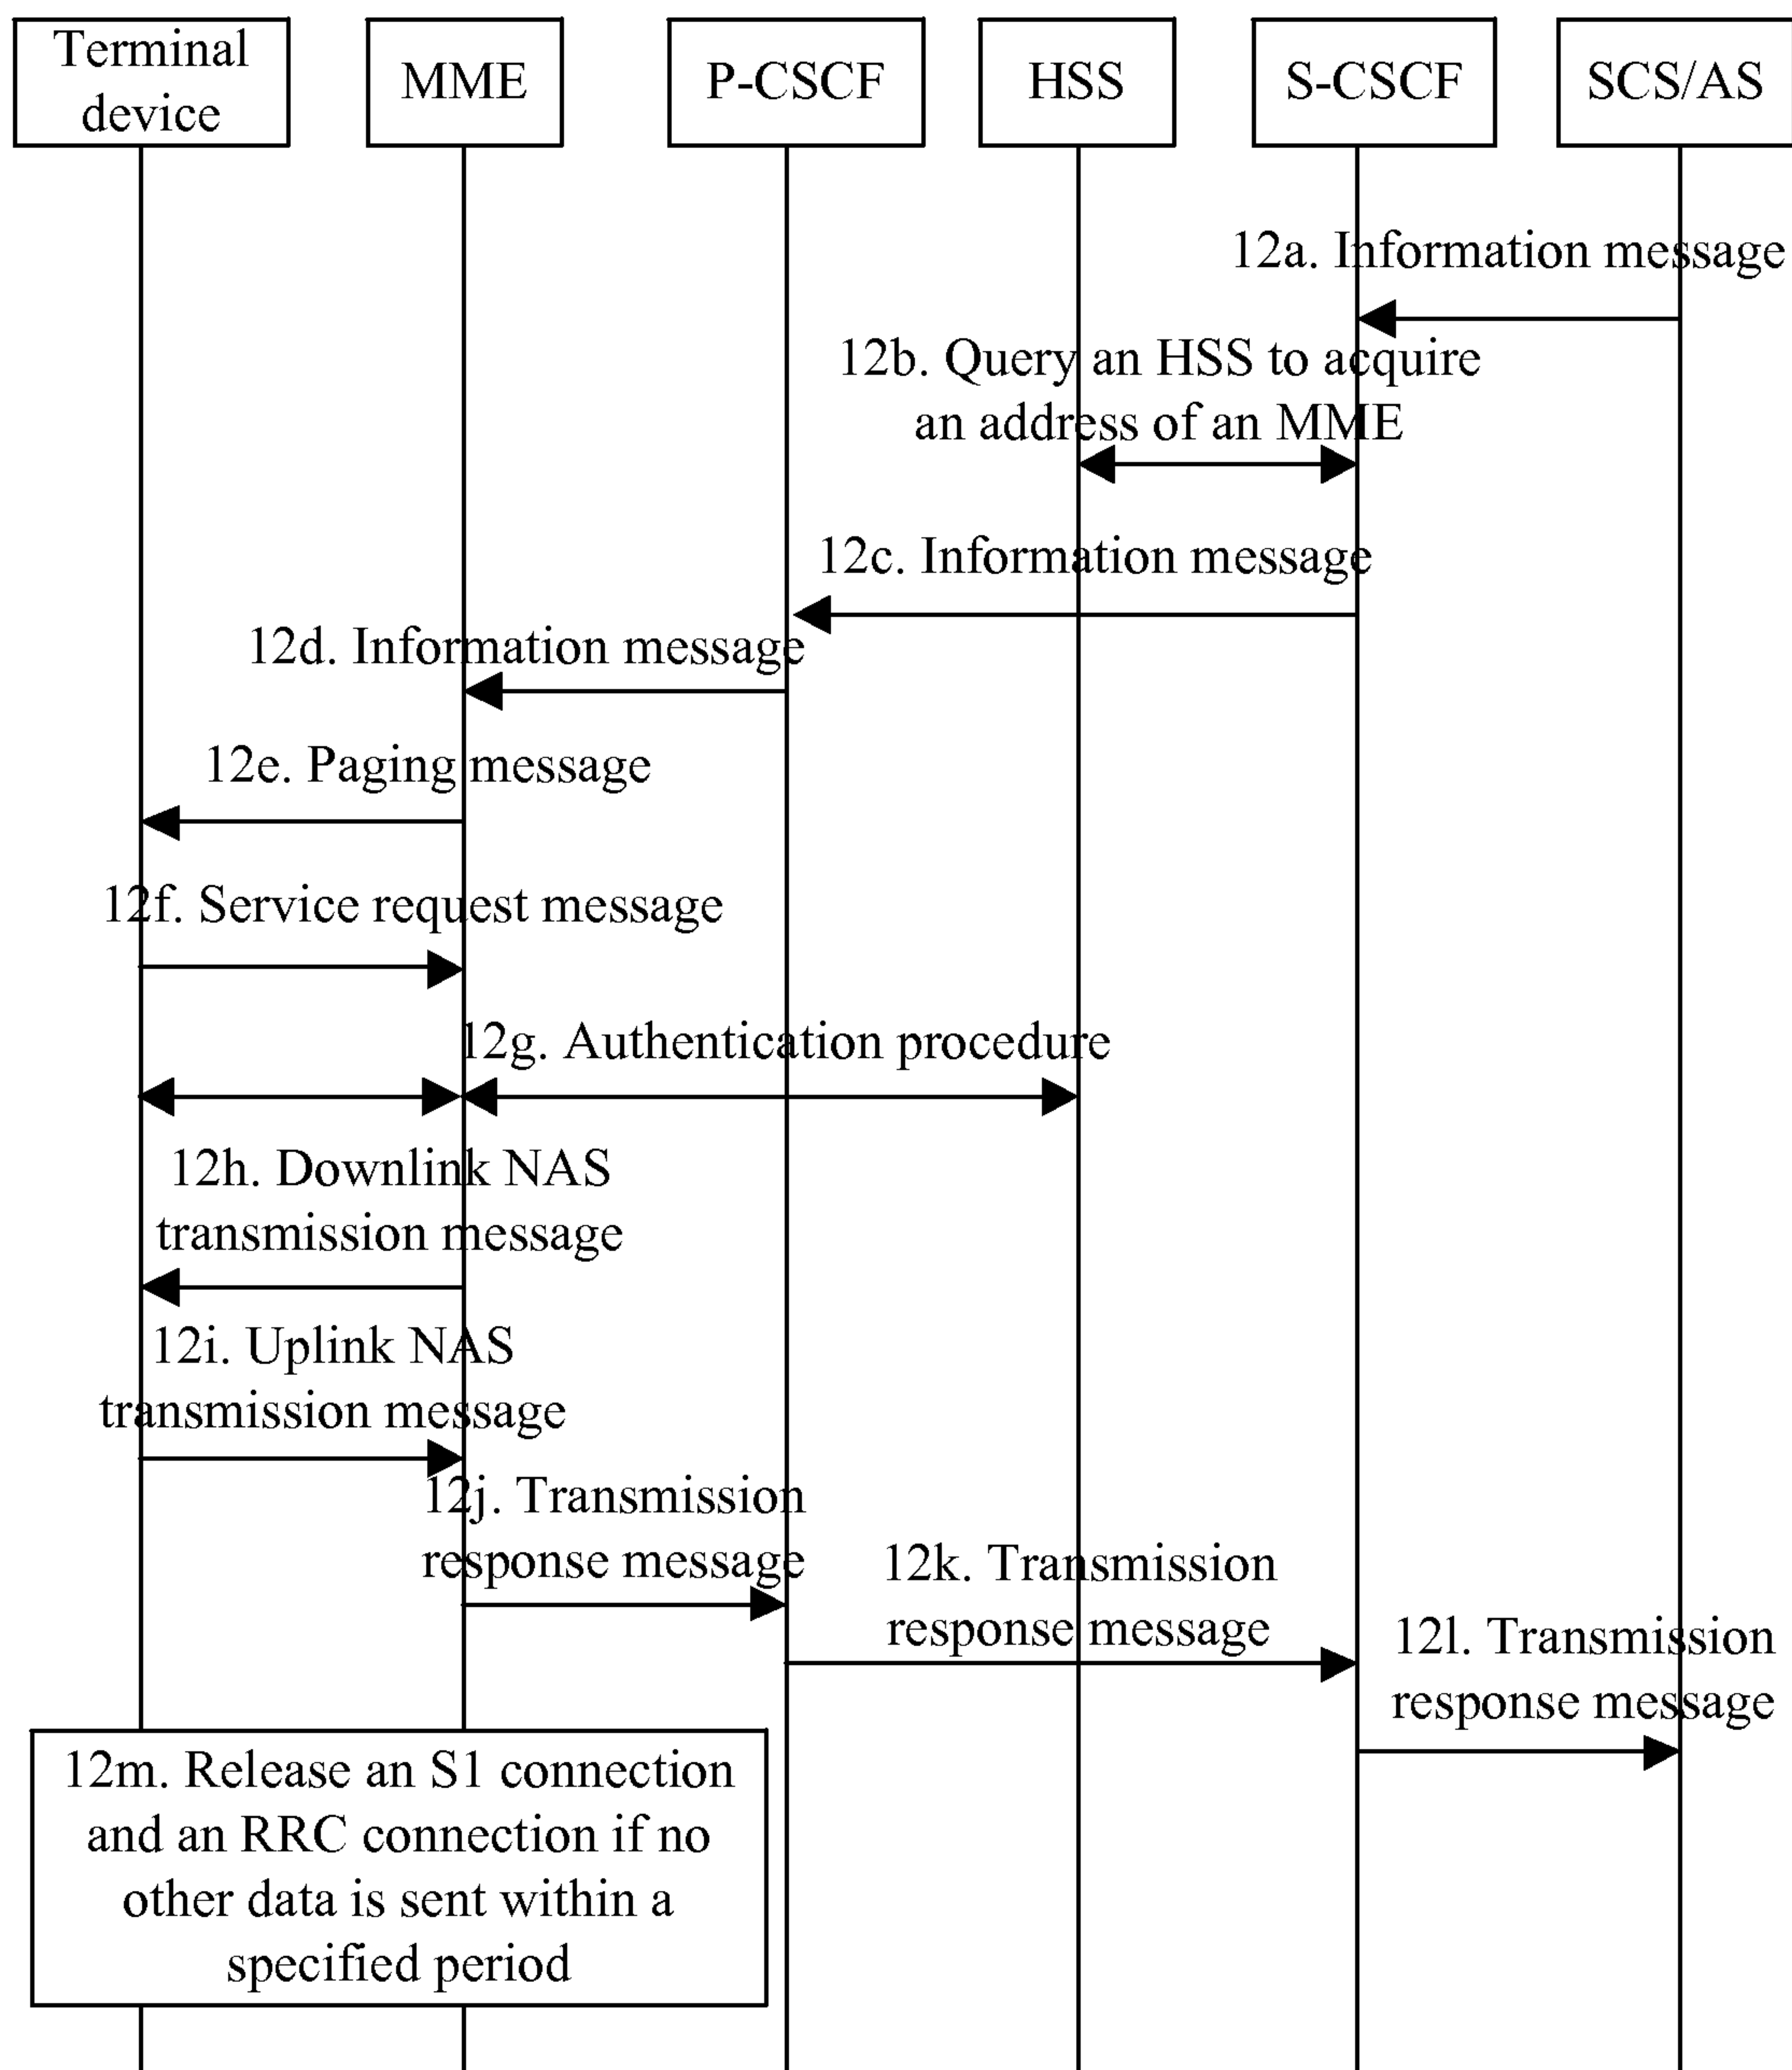 Terminal
device
MME
P-CSCF
HSS
S-CSCF
SCS/AS
12a. Information message
12b. Query an HSS to acquire
an address of an MME
12c. Information message
12d. Information message
12e. Paging message
12f. Service request message
12g. Authentication procedure
12h. Downlink NAS
transmission message
12i. Uplink NAS
transmission message
12j. Transmission
response message
12k. Transmission
response message
12l. Transmission
response message
12m. Release an S1 connection
and an RRC connection if no
other data is sent within a
specified period